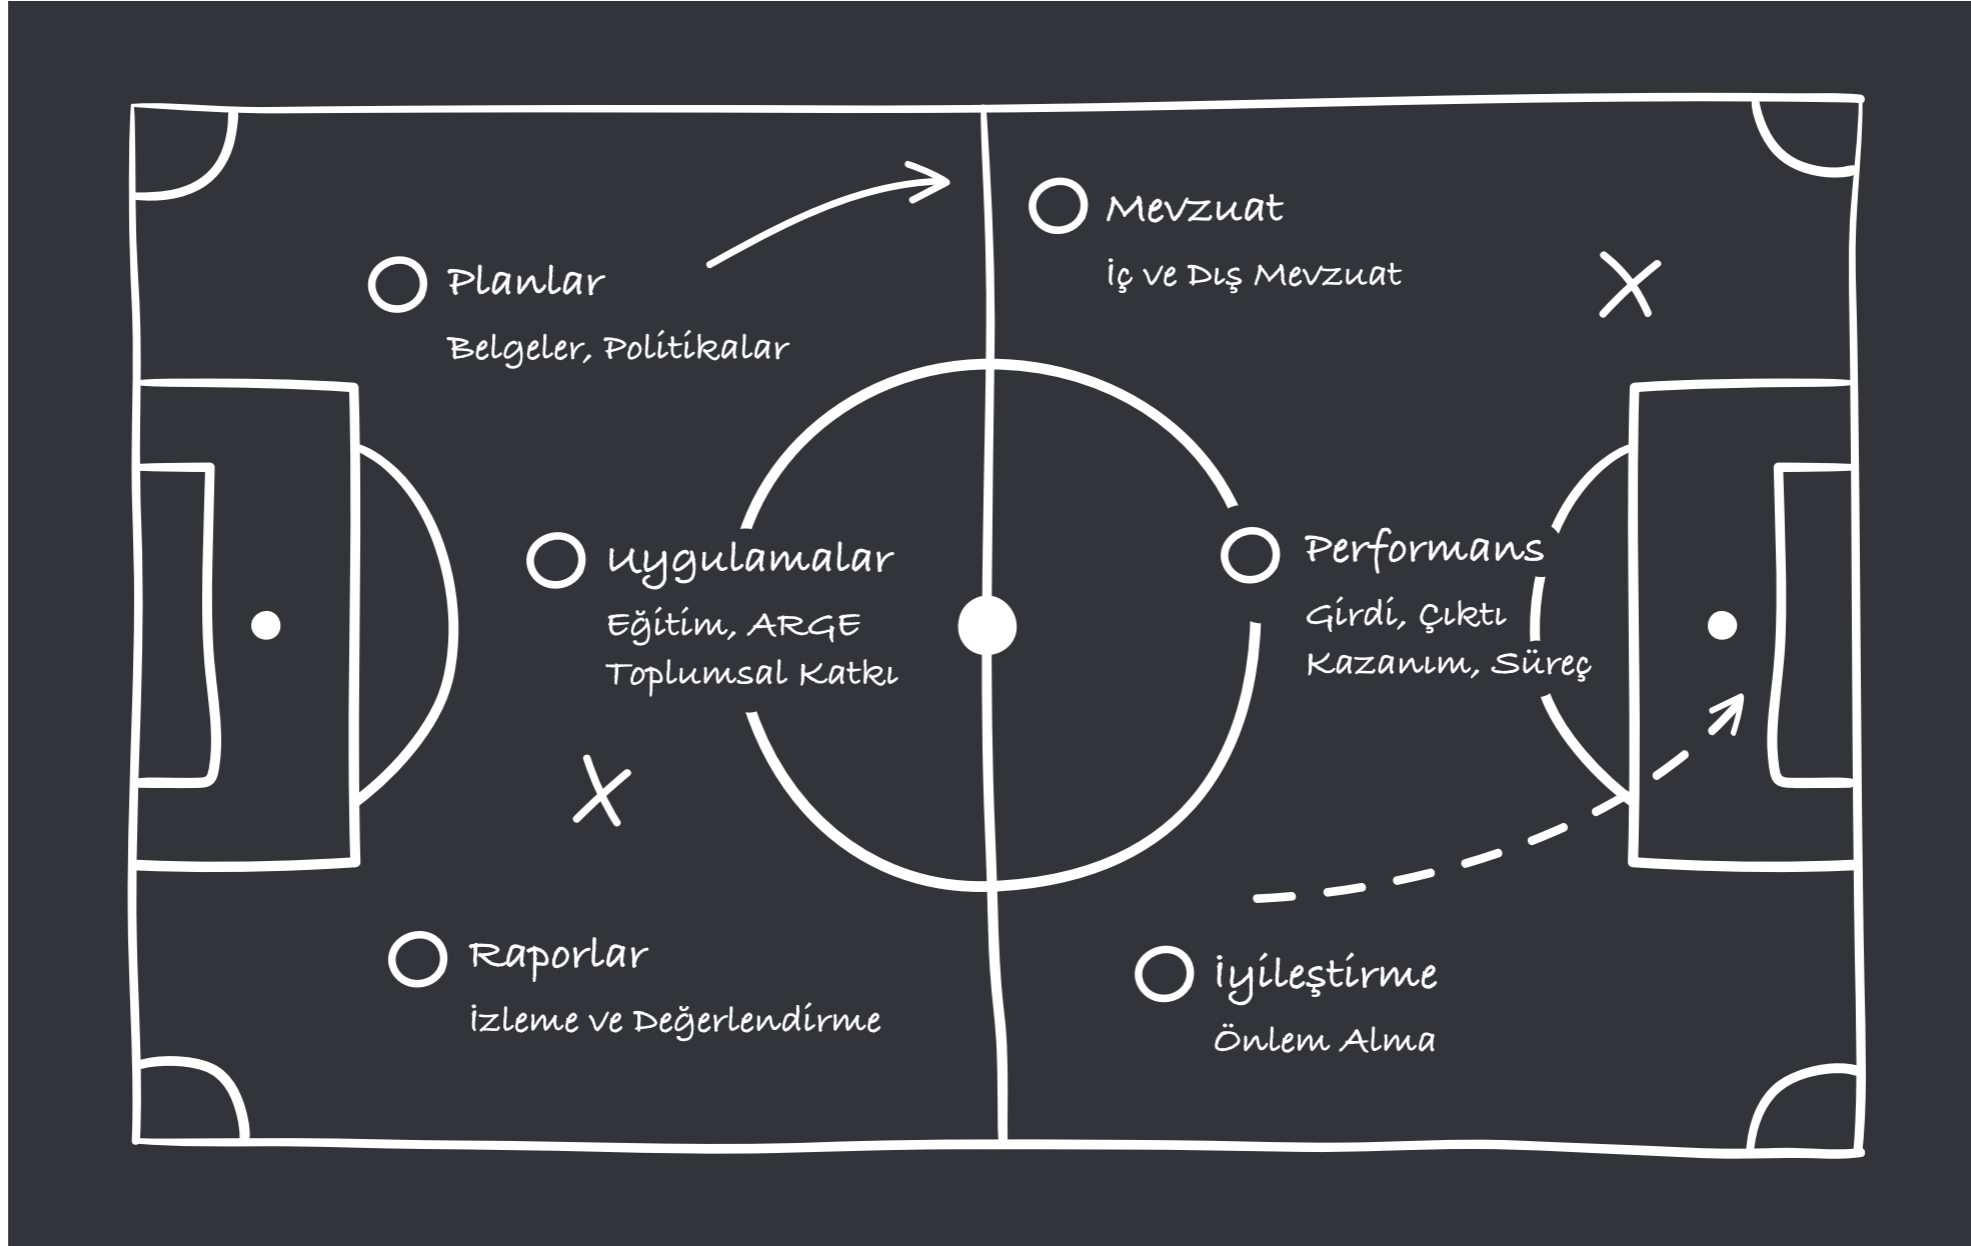 Planlar
Belgeler, Politikalar
Mevzuat
İç ve Dış Mevzuat
Uygulamalar
Eğitim, ARGE
Toplumsal Katkı
Performans
Girdi, Çıktı
Kazanım, Süreç
Raporlar
İzleme ve Değerlendirme
İyileştirme
Önlem Alma